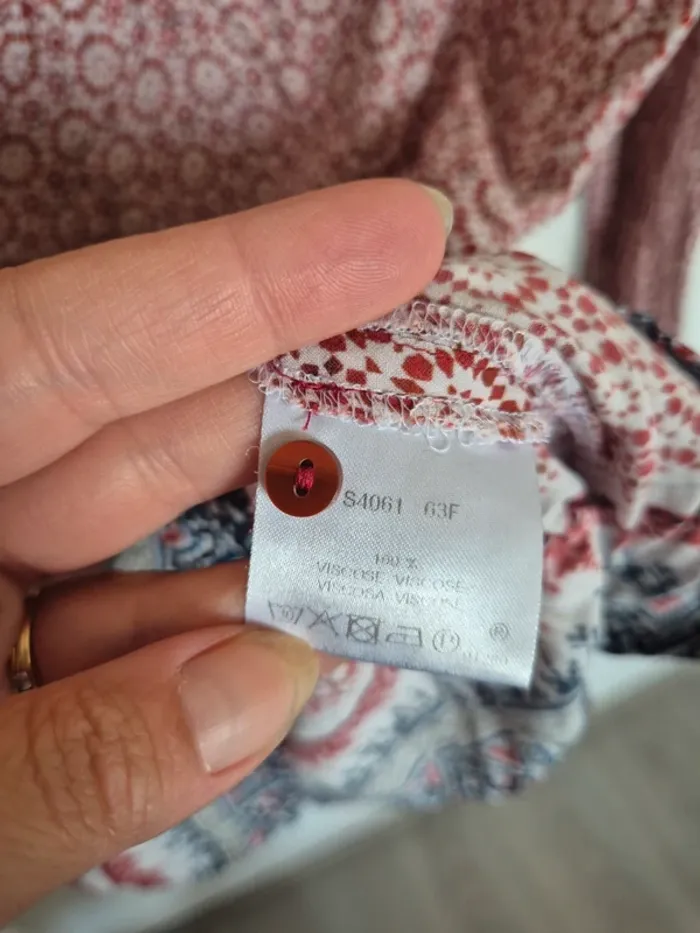 S4061 63F
100 %
VISCOSE VISCOSE
VISCOSA VISCOSE
®